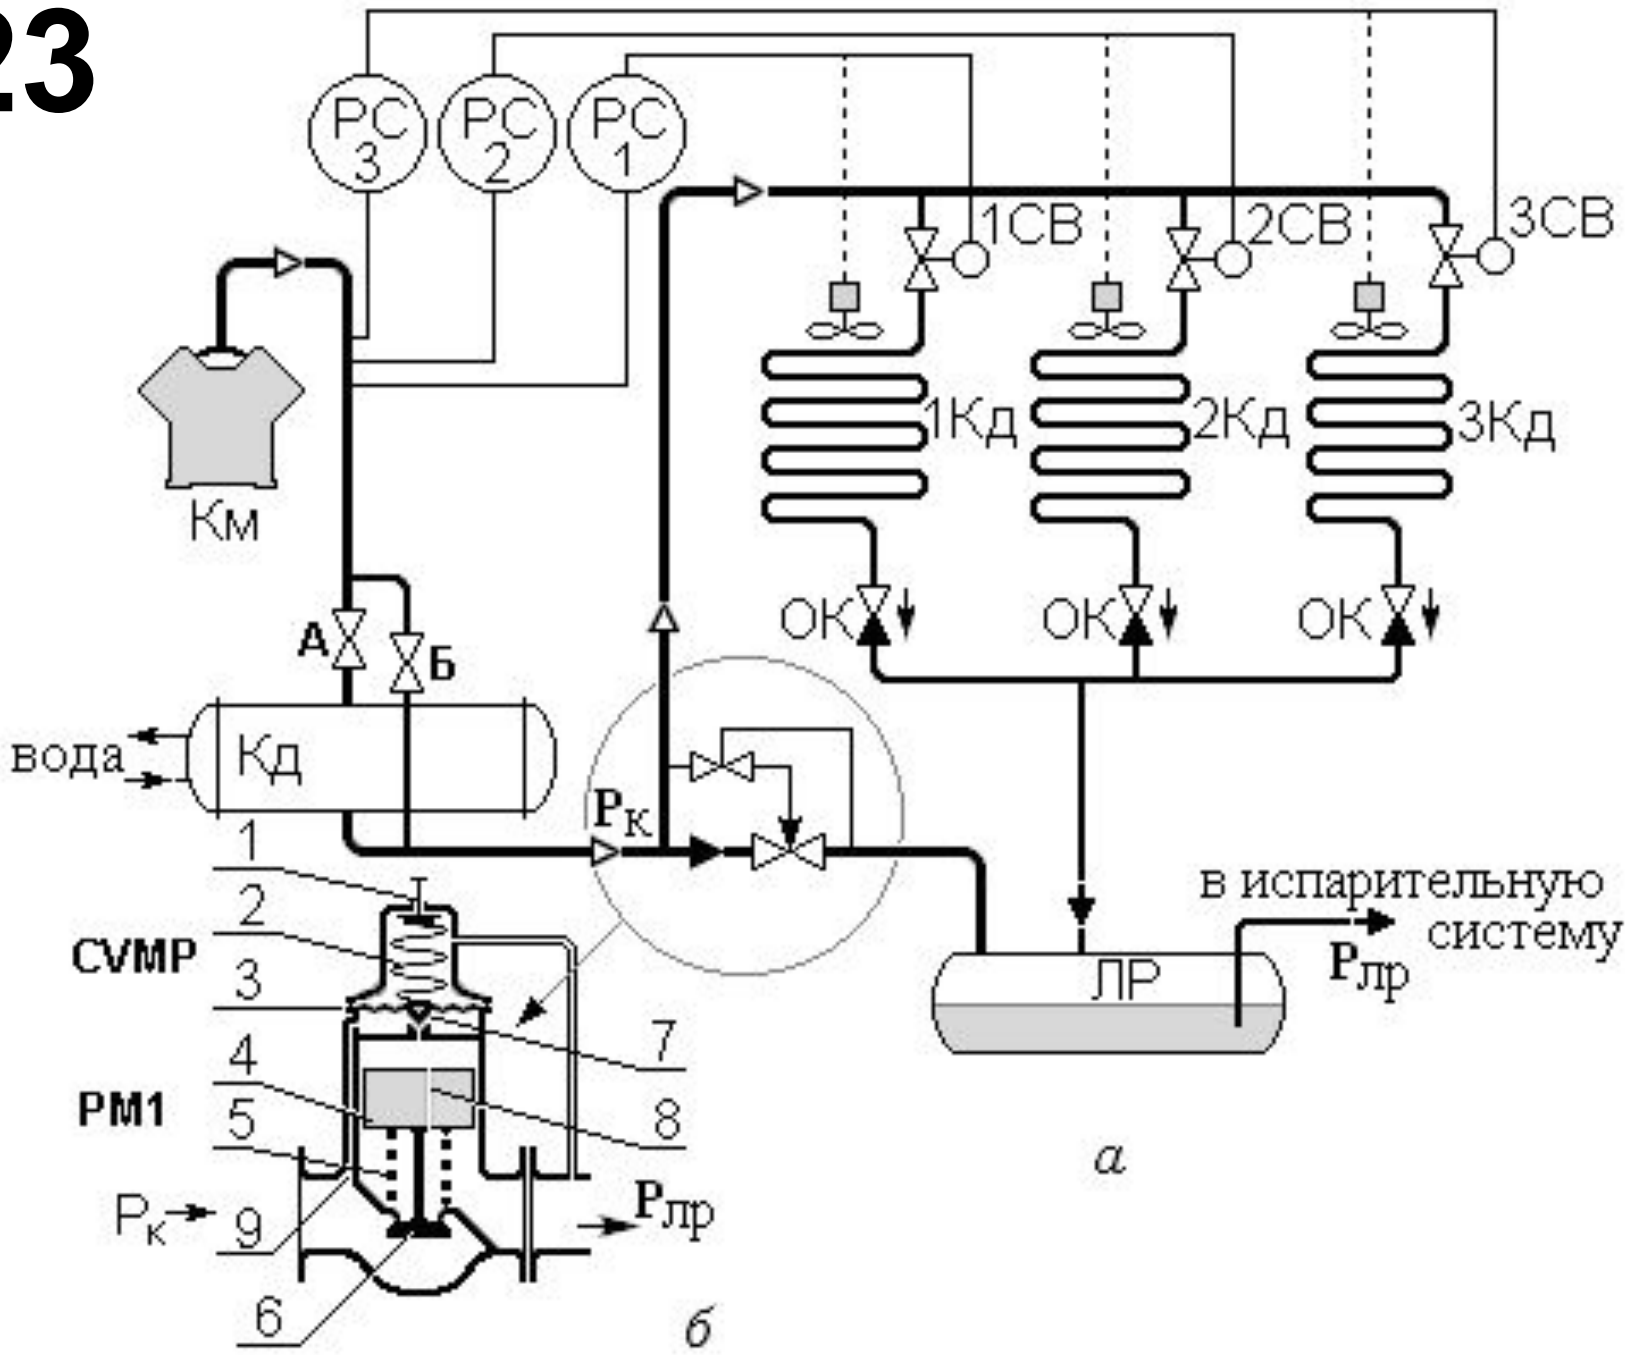 23
РС
3
РС
2
РС
1
1СВ
2СВ
3СВ
1Кд
2Кд
3Кд
Км
А
Б
ОК
ОК
ОК
вода
Кд
Рк
1
2
CVMP
3
4
PM1
5
Рк
9
6
7
8
Рлр
ЛР
в испарительную
систему
Рлр
а
б